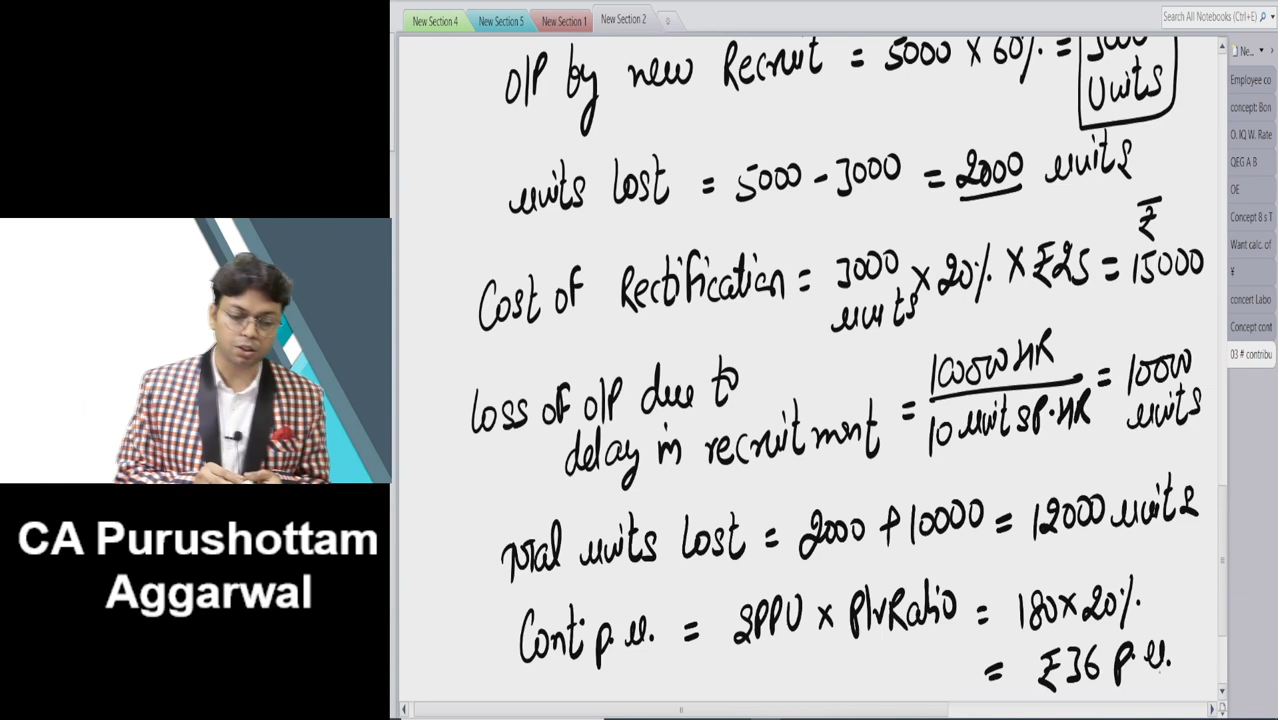 New Section 4 New Section 5 New Section 1 New Section 2
Search All Notebooks (Ctrl+E)
Ne...
Employee co
concept: Bon
O. IQ W. Rate
QEG A B
OE
Concept 8 s T
Want calc. of
¥
concert Labo
Concept cont
03 # contribu
O/P by new Recruit = 5000 × 60% = 3000
Units
units lost = 5000 - 3000 = 2000 units
₹
Cost of Rectification = 3000 × 20% × ₹25 = 15000
units
Loss of O/P due to
delay in recruitment = 100000 HR / 10 units P.HR = 10000
units
Total units lost = 2000 + 10000 = 12000 units
Cont. p.u. = SPPU × P/V Ratio = 180 × 20%
= ₹36 p.u.
CA Purushottam
Aggarwal